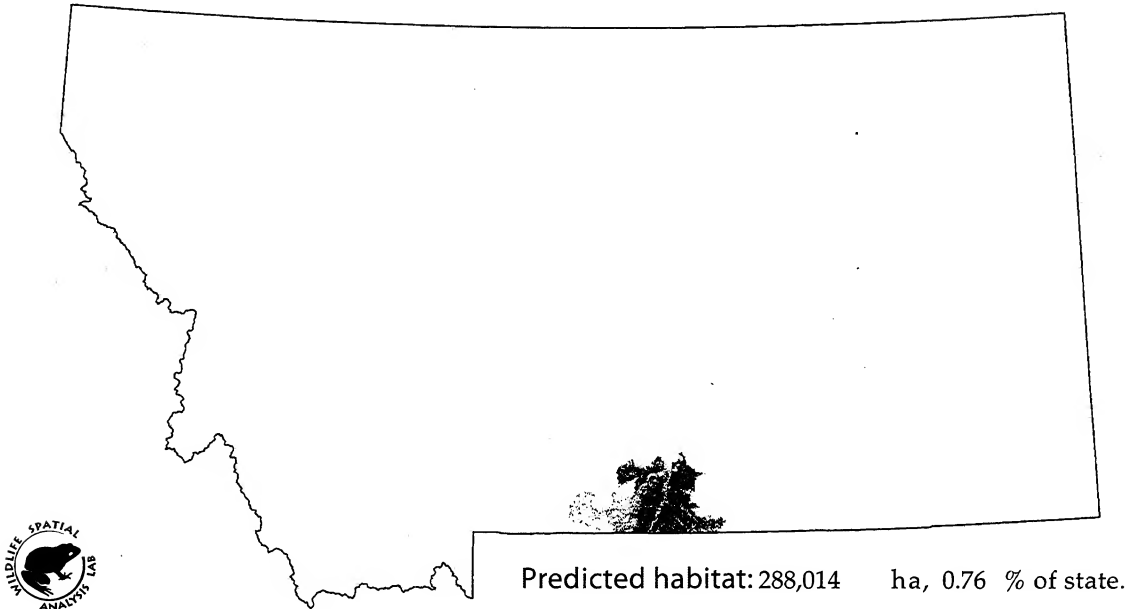 WILDLIFE SPATIAL
ANALYSIS LAB
Predicted habitat: 288,014 ha, 0.76 % of state.